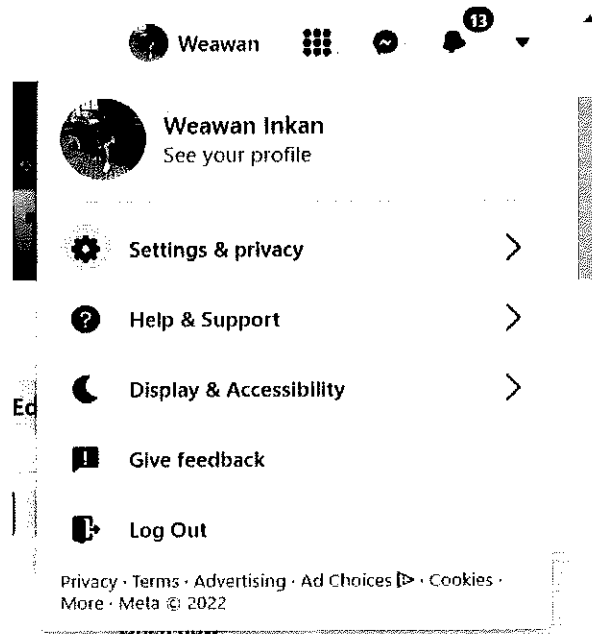 Weawan
13
Weawan Inkan
See your profile
Settings & privacy
Help & Support
Ed
Display & Accessibility
Give feedback
Log Out
Privacy · Terms · Advertising · Ad Choices · Cookies ·
More · Meta © 2022